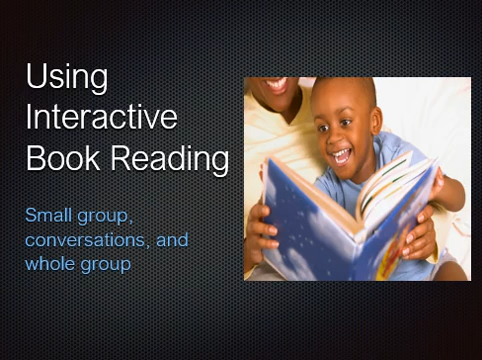 Using
Interactive
Book Reading
Small group,
conversations, and
whole group